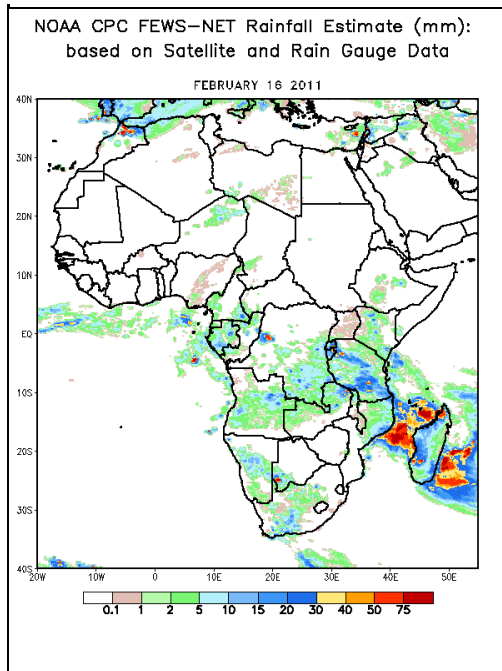 NOAA CPC FEWS-NET Rainfall Estimate (mm):
based on Satellite and Rain Gauge Data
FEBRUARY 16 2011
40N
30N
20N
10N
EQ
10S
20S
30S
40S
20W 10W 0 10E 20E 30E 40E 50E
0.1 1 2 5 10 15 20 30 40 50 75